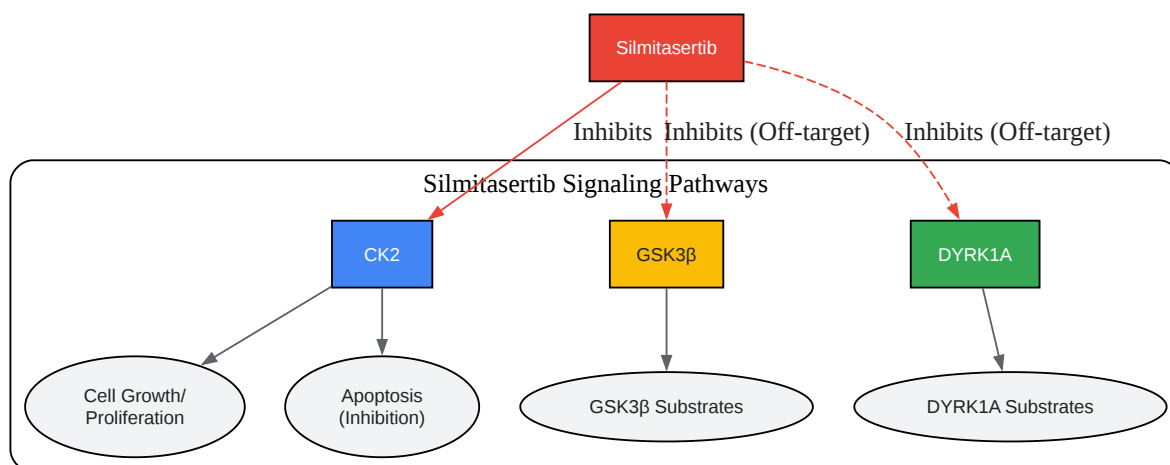 Silmitasertib
Inhibits
Inhibits (Off-target)
Inhibits (Off-target)
Silmitasertib Signaling Pathways
CK2
GSK3β
DYRK1A
Cell Growth/
Proliferation
Apoptosis
(Inhibition)
GSK3β Substrates
DYRK1A Substrates